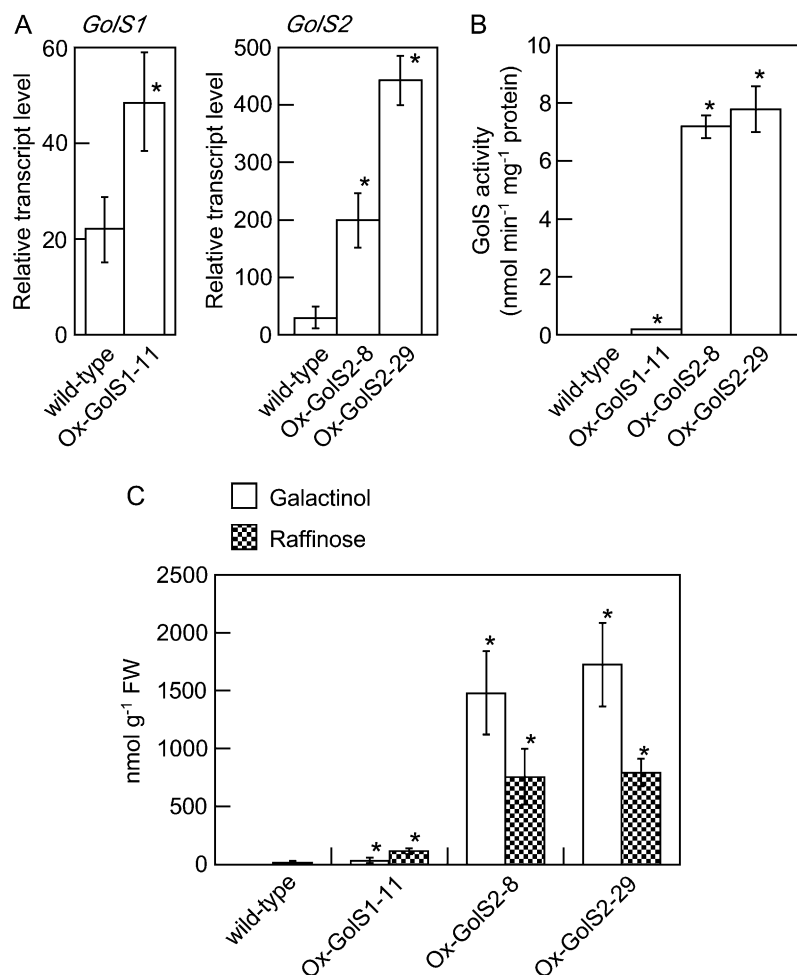 A
GolS1
Relative transcript level
60
40
20
0
*
wild-type
Ox-GolS1-11
GolS2
Relative transcript level
500
400
300
200
100
0
*
*
wild-type
Ox-GolS2-8
Ox-GolS2-29
B
GolS activity
(nmol min-1 mg-1 protein)
10
8
6
4
2
0
*
*
*
wild-type
Ox-GolS1-11
Ox-GolS2-8
Ox-GolS2-29
C
Galactinol
Raffinose
nmol g-1 FW
2500
2000
1500
1000
500
0
*
*
*
*
*
*
wild-type
Ox-GolS1-11
Ox-GolS2-8
Ox-GolS2-29